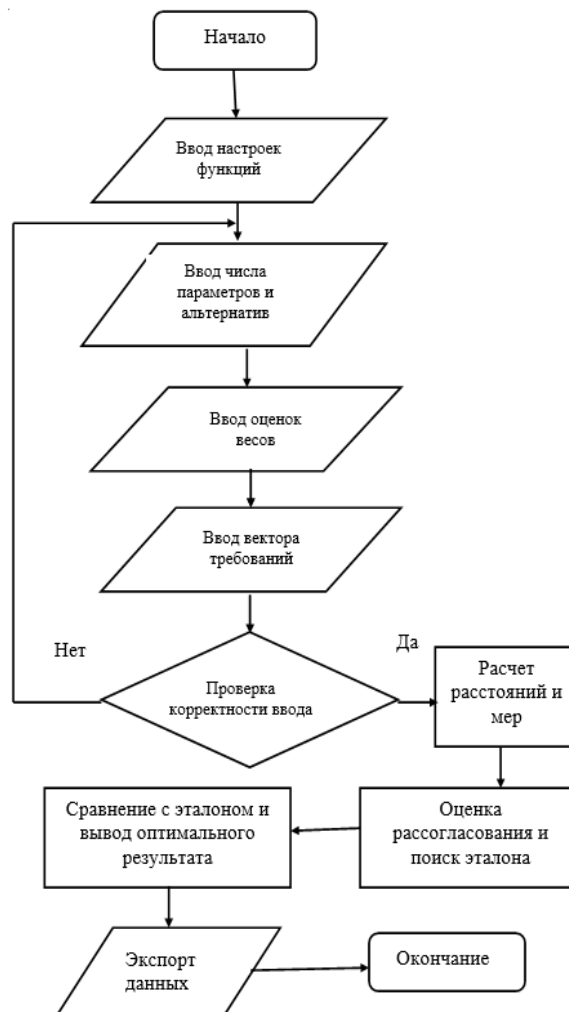 Начало
Ввод настроек
функций
Ввод числа
параметров и
альтернатив
Ввод оценок
весов
Ввод вектора
требований
Нет
Да
Проверка
корректности ввода
Расчет
расстояний и
мер
Оценка
рассогласования и
поиск эталона
Сравнение с эталоном и
вывод оптимального
результата
Экспорт
данных
Окончание